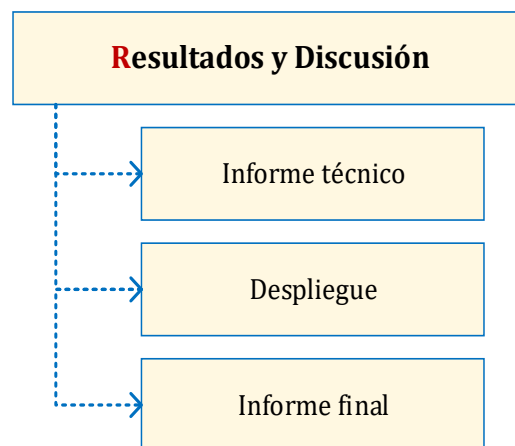 Resultados y Discusión
Informe técnico
Despliegue
Informe final